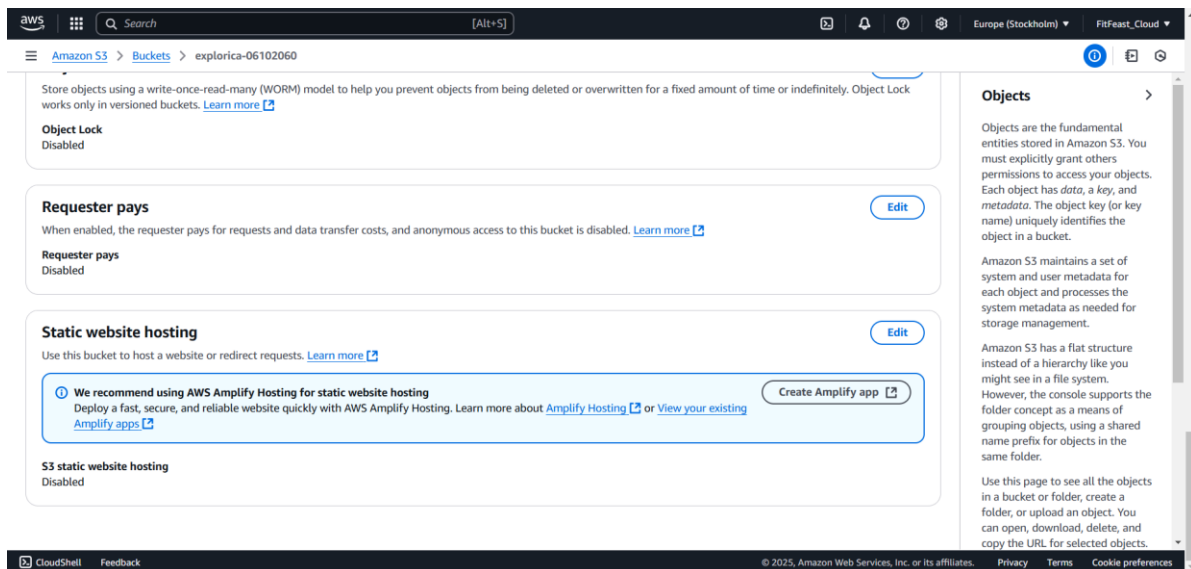 aws
Search
[Alt+S]
Europe (Stockholm) ▼
FitFeast_Cloud ▼
Amazon S3 > Buckets > explorica-06102060
Store objects using a write-once-read-many (WORM) model to help you prevent objects from being deleted or overwritten for a fixed amount of time or indefinitely. Object Lock
works only in versioned buckets. Learn more
Object Lock
Disabled
Requester pays
Edit
When enabled, the requester pays for requests and data transfer costs, and anonymous access to this bucket is disabled. Learn more
Requester pays
Disabled
Static website hosting
Edit
Use this bucket to host a website or redirect requests. Learn more
We recommend using AWS Amplify Hosting for static website hosting
Create Amplify app
Deploy a fast, secure, and reliable website quickly with AWS Amplify Hosting. Learn more about Amplify Hosting or View your existing
Amplify apps
S3 static website hosting
Disabled
Objects
Objects are the fundamental
entities stored in Amazon S3. You
must explicitly grant others
permissions to access your objects.
Each object has data, a key, and
metadata. The object key (or key
name) uniquely identifies the
object in a bucket.
Amazon S3 maintains a set of
system and user metadata for
each object and processes the
system metadata as needed for
storage management.
Amazon S3 has a flat structure
instead of a hierarchy like you
might see in a file system.
However, the console supports the
folder concept as a means of
grouping objects, using a shared
name prefix for objects in the
same folder.
Use this page to see all the objects
in a bucket or folder, create a
folder, or upload an object. You
can open, download, delete, and
copy the URL for selected objects.
CloudShell
Feedback
© 2025, Amazon Web Services, Inc. or its affiliates.
Privacy
Terms
Cookie preferences